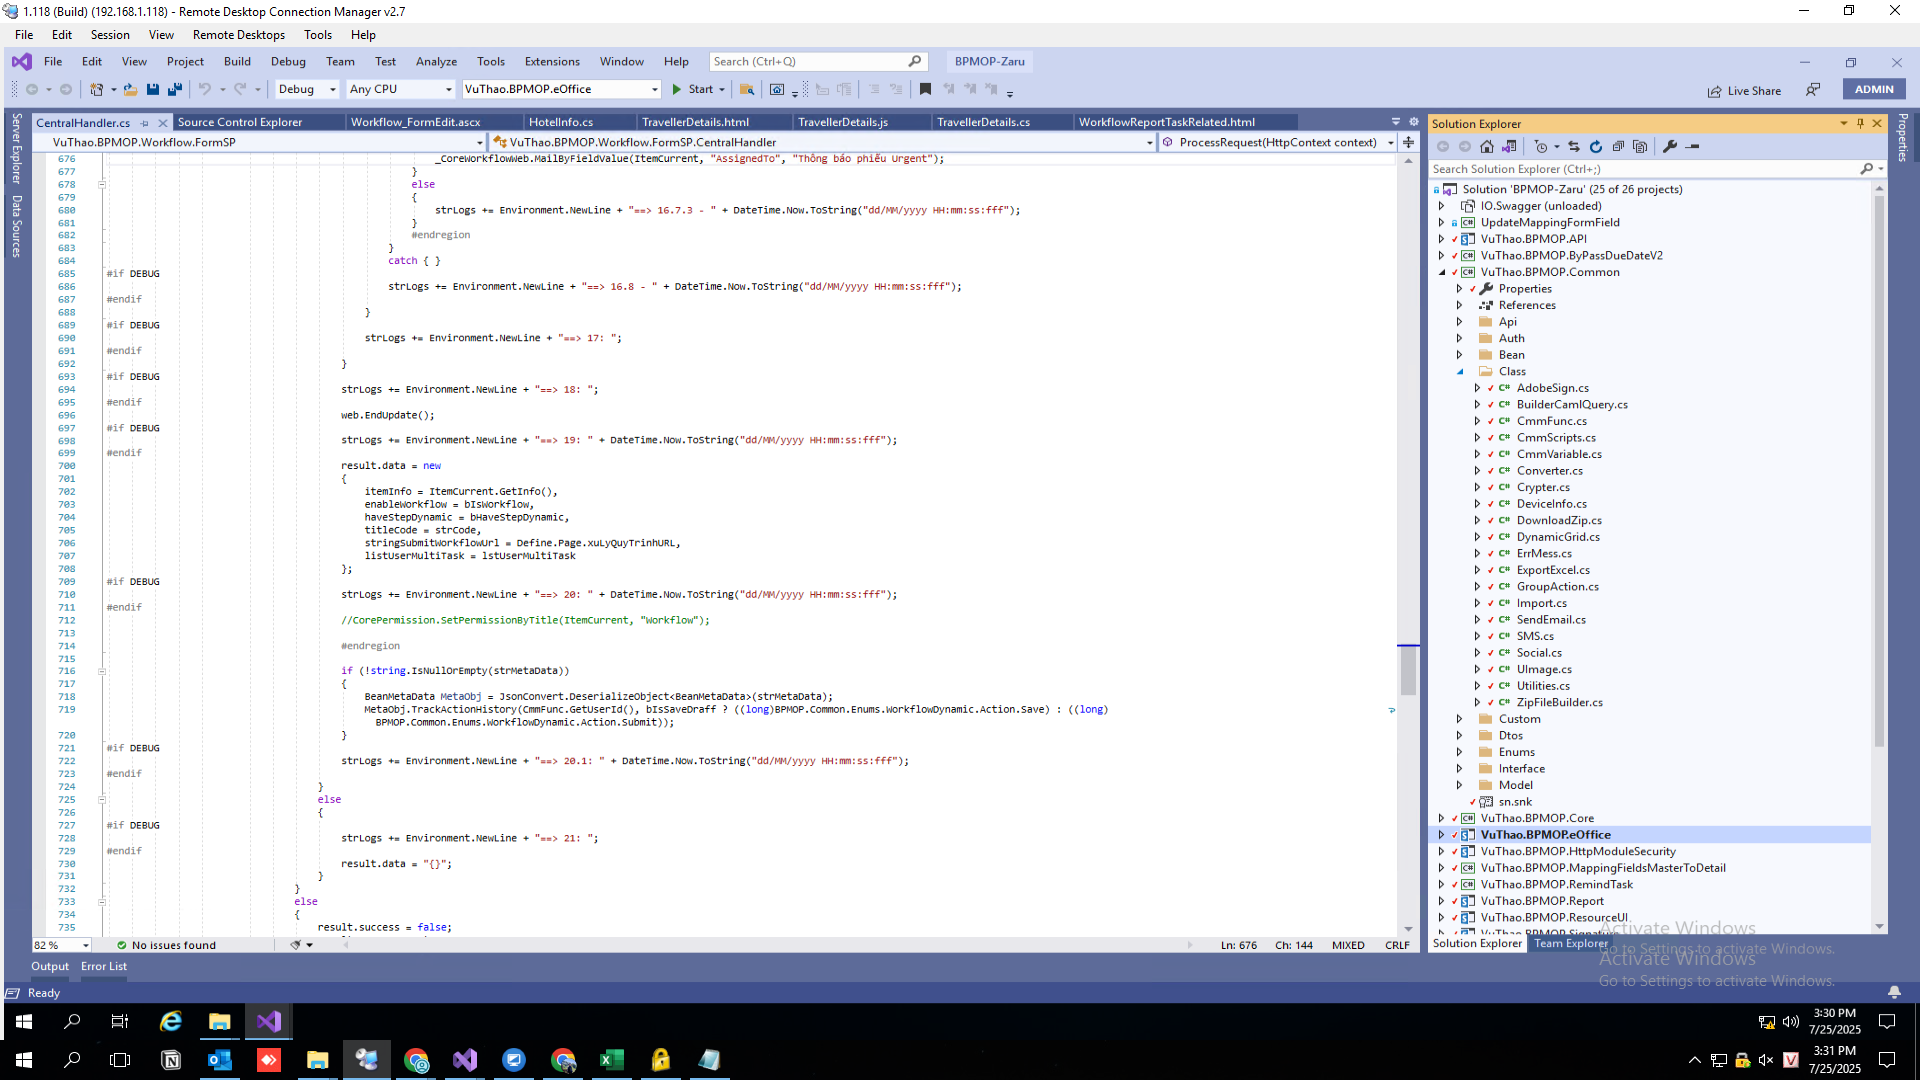 1.118 (Build) (192.168.1.118) - Remote Desktop Connection Manager v2.7
File Edit Session View Remote Desktops Tools Help
File Edit View Project Build Debug Team Test Analyze Tools Extensions Window Help Search (Ctrl+Q) BPMOP-Zaru
Debug Any CPU VuThao.BPMOP.eOffice Start Live Share ADMIN
CentralHandler.cs Source Control Explorer Workflow_FormEdit.ascx HotelInfo.cs TravellerDetails.html TravellerDetails.js TravellerDetails.cs WorkflowReportTaskRelated.html
VuThao.BPMOP.Workflow.FormSP VuThao.BPMOP.Workflow.FormSP.CentralHandler ProcessRequest(HttpContext context)
Server Explorer
Data Sources
676 _CoreWorkflowWeb.MailByFieldValue(ItemCurrent, "AssignedTo", "Thông báo phiếu Urgent");
677 }
678 else
679 {
680 strLogs += Environment.NewLine + "==> 16.7.3 - " + DateTime.Now.ToString("dd/MM/yyyy HH:mm:ss:fff");
681 }
682 #endregion
683 }
684 catch { }
685 #if DEBUG
686 strLogs += Environment.NewLine + "==> 16.8 - " + DateTime.Now.ToString("dd/MM/yyyy HH:mm:ss:fff");
687 #endif
688 }
689 #if DEBUG
690 strLogs += Environment.NewLine + "==> 17: ";
691 #endif
692 }
693 #if DEBUG
694 strLogs += Environment.NewLine + "==> 18: ";
695 #endif
696 web.EndUpdate();
697 #if DEBUG
698 strLogs += Environment.NewLine + "==> 19: " + DateTime.Now.ToString("dd/MM/yyyy HH:mm:ss:fff");
699 #endif
700 result.data = new
701 {
702 itemInfo = ItemCurrent.GetInfo(),
703 enableWorkflow = bIsWorkflow,
704 haveStepDynamic = bHaveStepDynamic,
705 titleCode = strCode,
706 stringSubmitWorkflowUrl = Define.Page.xuLyQuyTrinhURL,
707 listUserMultiTask = lstUserMultiTask
708 };
709 #if DEBUG
710 strLogs += Environment.NewLine + "==> 20: " + DateTime.Now.ToString("dd/MM/yyyy HH:mm:ss:fff");
711 #endif
712 //CorePermission.SetPermissionByTitle(ItemCurrent, "Workflow");
713
714 #endregion
715
716 if (!string.IsNullOrEmpty(strMetaData))
717 {
718 BeanMetaData MetaObj = JsonConvert.DeserializeObject<BeanMetaData>(strMetaData);
719 MetaObj.TrackActionHistory(CmmFunc.GetUserId(), bIsSaveDraff ? ((long)BPMOP.Common.Enums.WorkflowDynamic.Action.Save) : ((long)
BPMOP.Common.Enums.WorkflowDynamic.Action.Submit));
720 }
721 #if DEBUG
722 strLogs += Environment.NewLine + "==> 20.1: " + DateTime.Now.ToString("dd/MM/yyyy HH:mm:ss:fff");
723 #endif
724 }
725 else
726 {
727 #if DEBUG
728 strLogs += Environment.NewLine + "==> 21: ";
729 #endif
730 result.data = "{}";
731 }
732 }
733 else
734 {
735 result.success = false;
82 % No issues found Ln: 676 Ch: 144 MIXED CRLF
Output Error List
Ready
Solution Explorer
Search Solution Explorer (Ctrl+;)
Solution 'BPMOP-Zaru' (25 of 26 projects)
IO.Swagger (unloaded)
UpdateMappingFormField
VuThao.BPMOP.API
VuThao.BPMOP.ByPassDueDateV2
VuThao.BPMOP.Common
Properties
References
Api
Auth
Bean
Class
AdobeSign.cs
BuilderCamlQuery.cs
CmmFunc.cs
CmmScripts.cs
CmmVariable.cs
Converter.cs
Crypter.cs
DeviceInfo.cs
DownloadZip.cs
DynamicGrid.cs
ErrMess.cs
ExportExcel.cs
GroupAction.cs
Import.cs
SendEmail.cs
SMS.cs
Social.cs
UImage.cs
Utilities.cs
ZipFileBuilder.cs
Custom
Dtos
Enums
Interface
Model
sn.snk
VuThao.BPMOP.Core
VuThao.BPMOP.eOffice
VuThao.BPMOP.HttpModuleSecurity
VuThao.BPMOP.MappingFieldsMasterToDetail
VuThao.BPMOP.RemindTask
VuThao.BPMOP.Report
VuThao.BPMOP.ResourceUI
VuThao.BPMOP.Signature
Solution Explorer Team Explorer
Properties
Activate Windows
Go to Settings to activate Windows.
Activate Windows
Go to Settings to activate Windows.
3:30 PM
7/25/2025
3:31 PM
7/25/2025